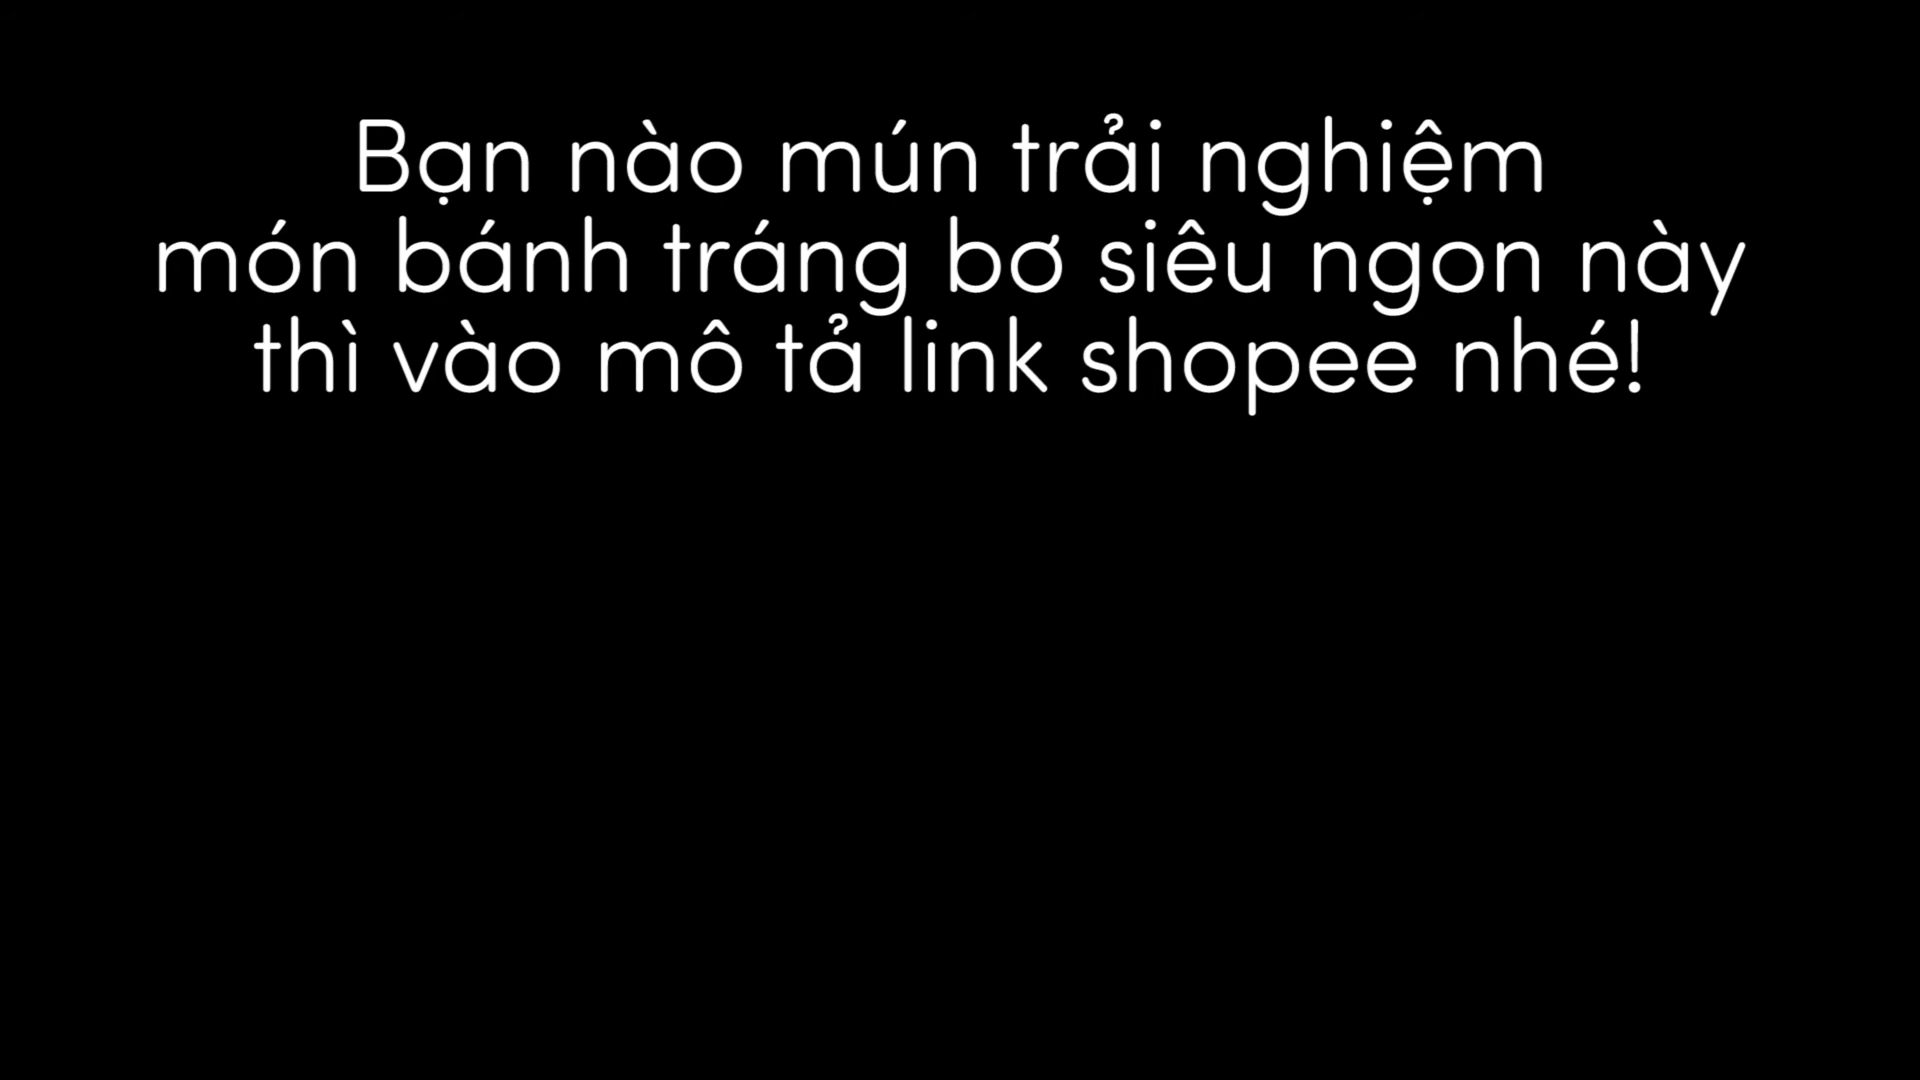 Bạn nào mún trải nghiệm
món bánh tráng bơ siêu ngon này
thì vào mô tả link shopee nhé!